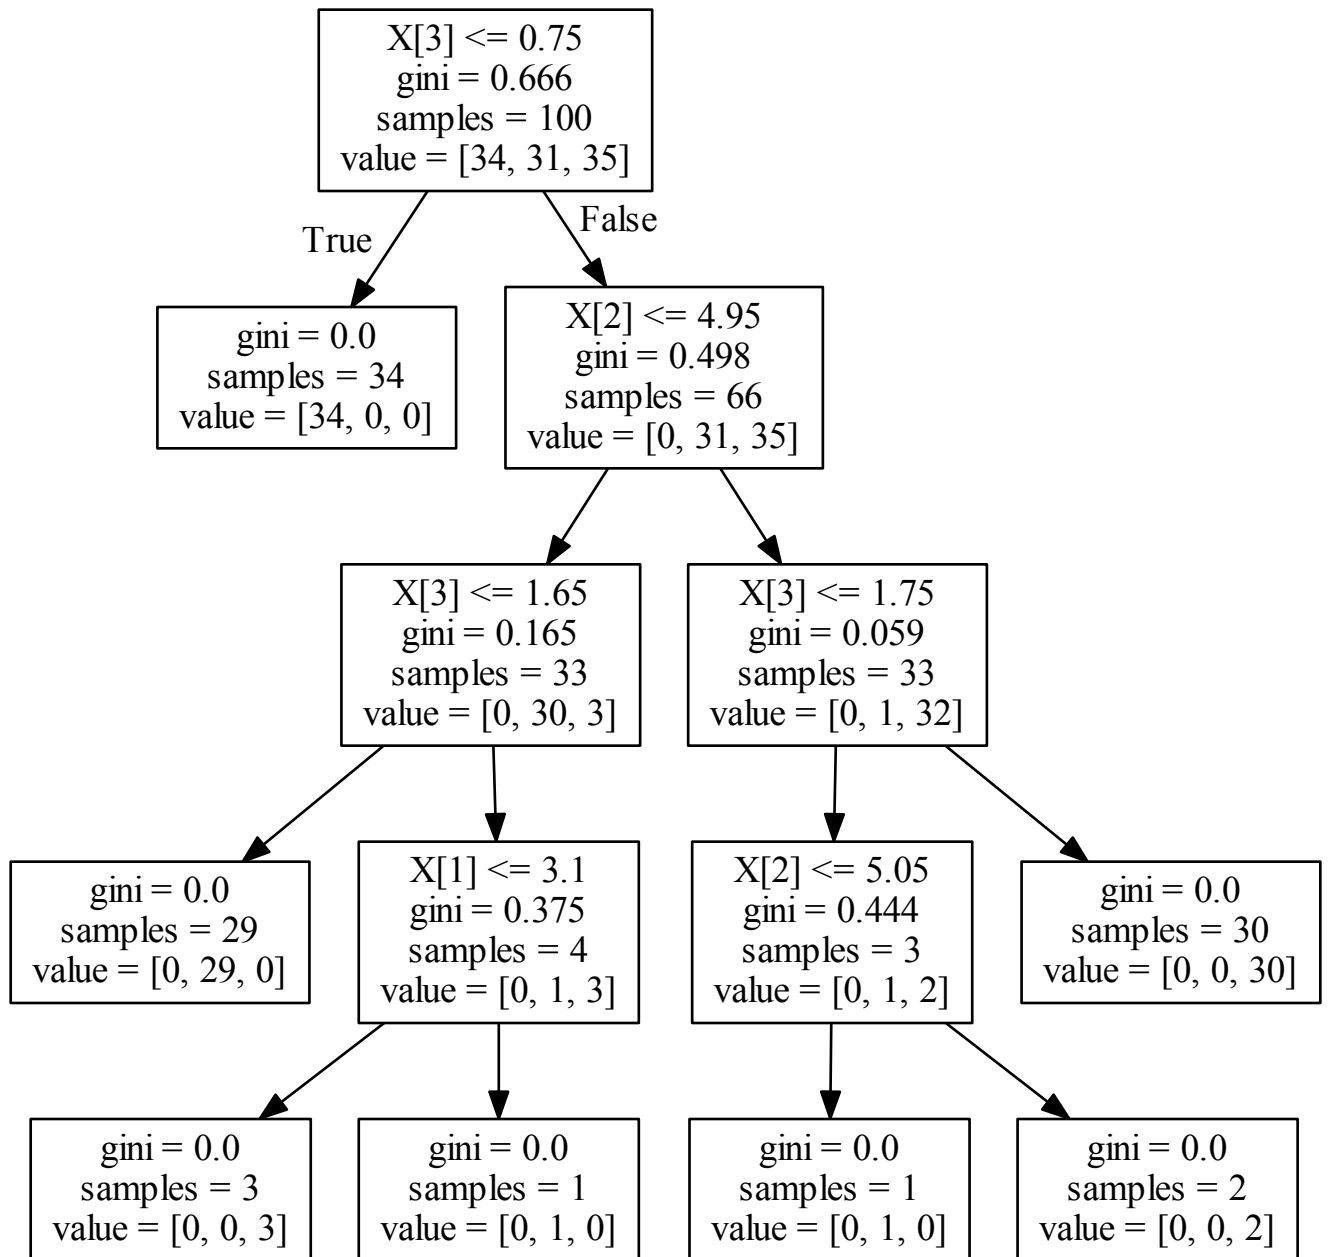 X[3] <= 0.75
gini = 0.666
samples = 100
value = [34, 31, 35]
True
False
gini = 0.0
samples = 34
value = [34, 0, 0]
X[2] <= 4.95
gini = 0.498
samples = 66
value = [0, 31, 35]
X[3] <= 1.65
gini = 0.165
samples = 33
value = [0, 30, 3]
X[3] <= 1.75
gini = 0.059
samples = 33
value = [0, 1, 32]
gini = 0.0
samples = 29
value = [0, 29, 0]
X[1] <= 3.1
gini = 0.375
samples = 4
value = [0, 1, 3]
X[2] <= 5.05
gini = 0.444
samples = 3
value = [0, 1, 2]
gini = 0.0
samples = 30
value = [0, 0, 30]
gini = 0.0
samples = 3
value = [0, 0, 3]
gini = 0.0
samples = 1
value = [0, 1, 0]
gini = 0.0
samples = 1
value = [0, 1, 0]
gini = 0.0
samples = 2
value = [0, 0, 2]